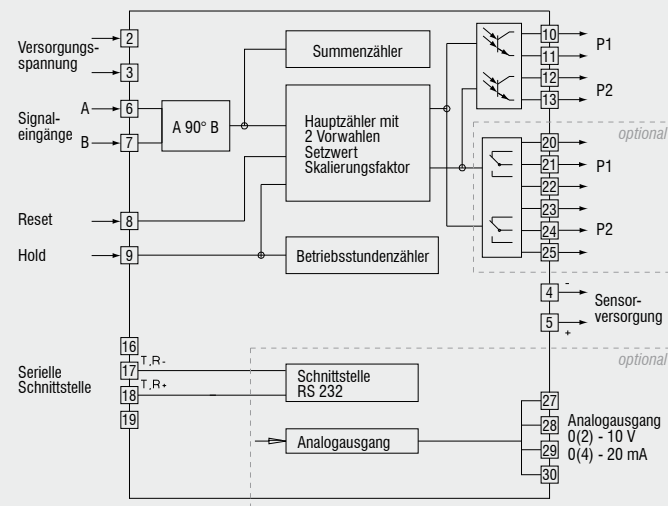 Versorgungs-
spannung
2
3
Signal-
eingänge
A
6
B
7
A 90° B
Summenzähler
Hauptzähler mit
2 Vorwahlen
Setzwert
Skalierungsfaktor
Reset
8
Hold
9
Betriebsstundenzähler
10
11
P1
12
13
P2
optional
20
21
P1
22
23
24
P2
25
4
-
Sensor-
versorgung
5
+
optional
Serielle
Schnittstelle
16
17
T,R-
18
T,R+
19
Schnittstelle
RS 232
Analogausgang
27
28
29
30
Analogausgang
0(2) - 10 V
0(4) - 20 mA